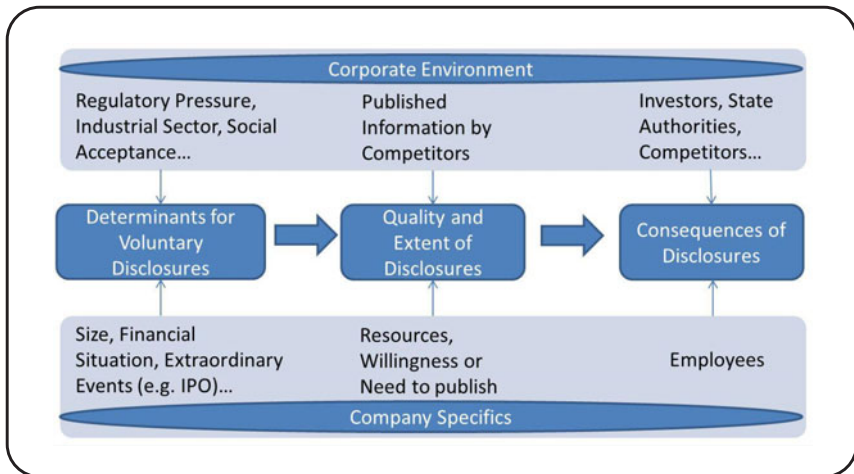 Corporate Environment
Regulatory Pressure,
Industrial Sector, Social
Acceptance…
Published
Information by
Competitors
Investors, State
Authorities,
Competitors…
Determinants for
Voluntary
Disclosures
Quality and
Extent of
Disclosures
Consequences of
Disclosures
Size, Financial
Situation, Extraordinary
Events (e.g. IPO)…
Resources,
Willingness or
Need to publish
Employees
Company Specifics